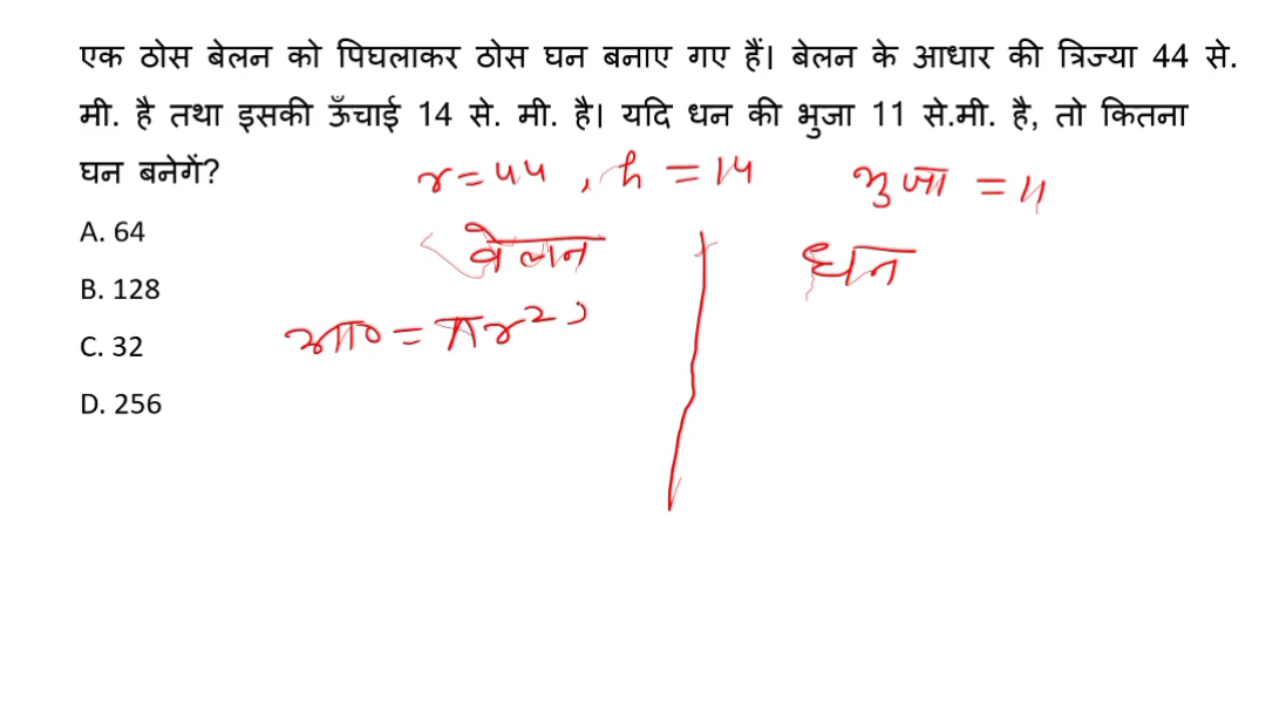 एक ठोस बेलन को पिघलाकर ठोस घन बनाए गए हैं। बेलन के आधार की त्रिज्या 44 से.
मी. है तथा इसकी ऊँचाई 14 से. मी. है। यदि धन की भुजा 11 से.मी. है, तो कितना
घन बनेगें?
r = 44 , h = 14 भुजा = 11
A. 64
बेलन घन
B. 128
आ० = πr²
C. 32
D. 256